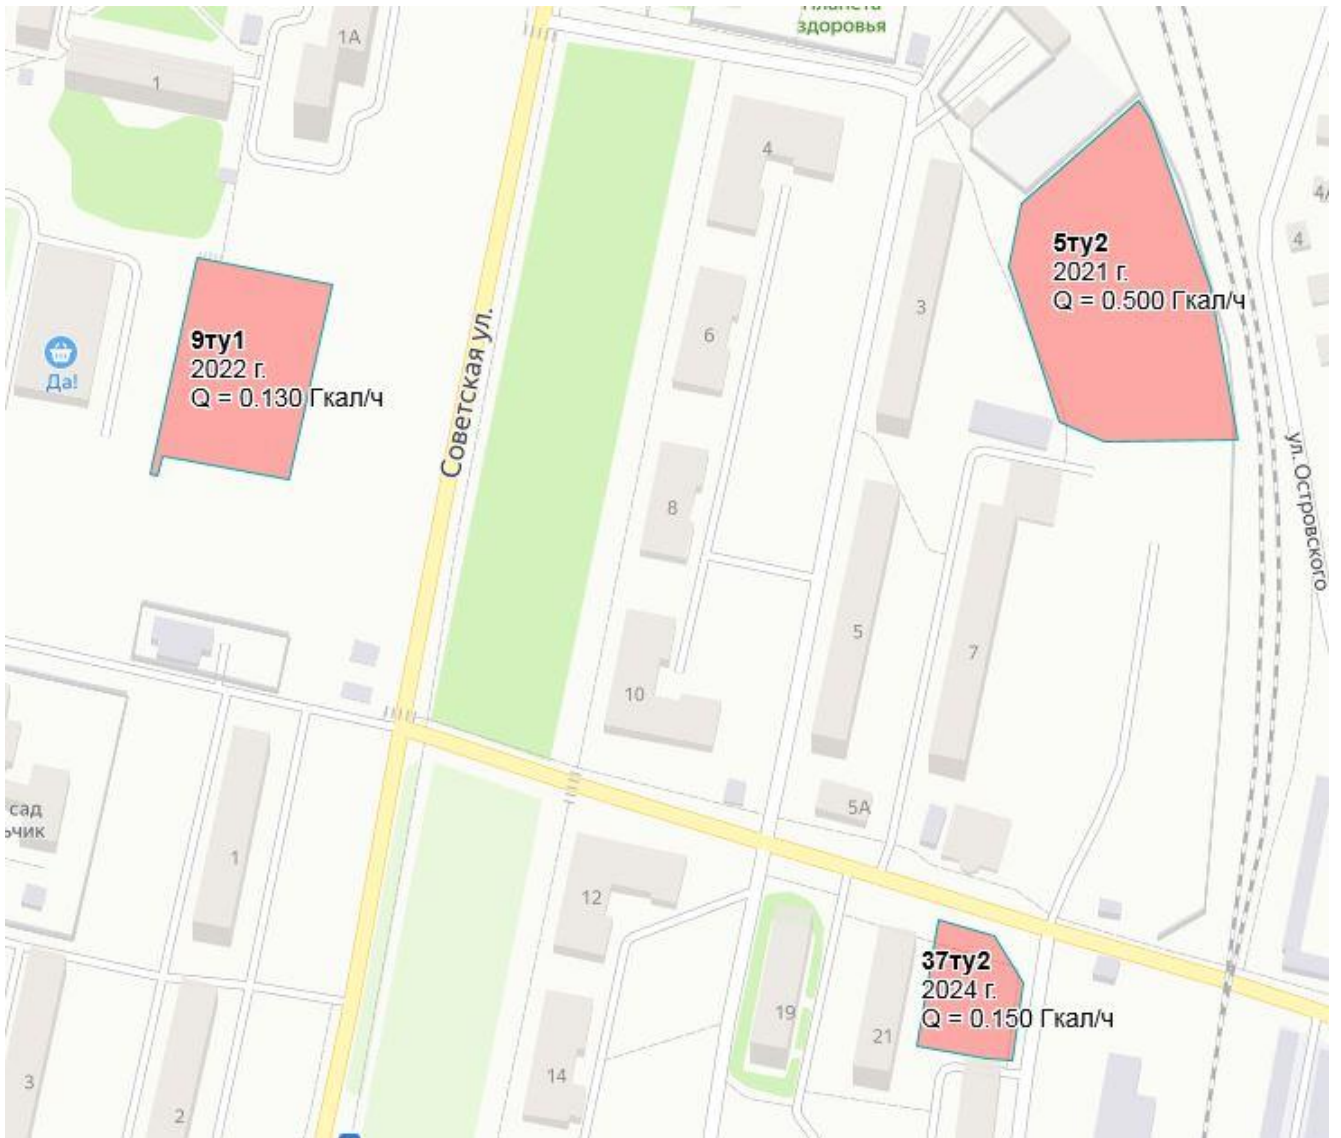 Планета
здоровья
1А
1
4
4А
4
5ту2
2021 г.
Q = 0.500 Гкал/ч
3
6
9ту1
2022 г.
Q = 0.130 Гкал/ч
Да!
Советская ул.
ул. Островского
8
5
7
10
сад
ьчик
5А
1
12
37ту2
2024 г.
Q = 0.150 Гкал/ч
19
21
14
3
2